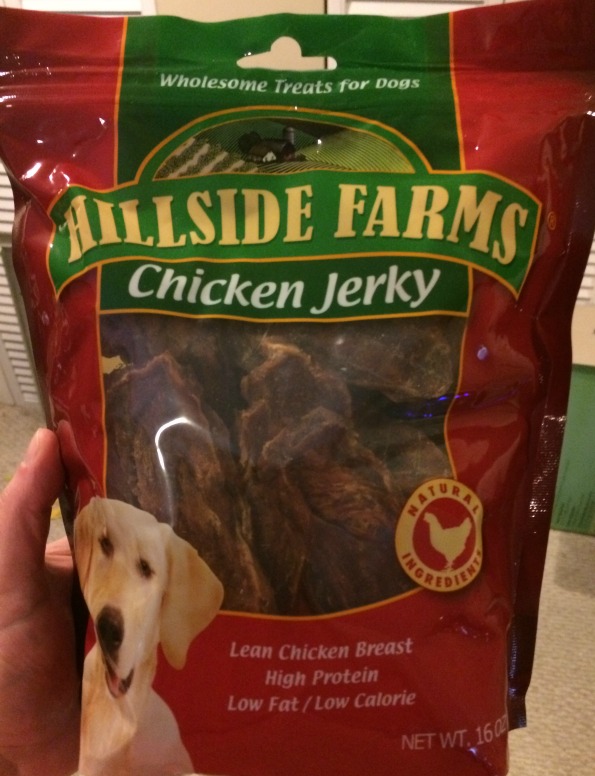 Wholesome Treats for Dogs
HILLSIDE FARMS®
Chicken Jerky
NATURAL
INGREDIENTS
Lean Chicken Breast
High Protein
Low Fat / Low Calorie
NET WT. 16 oz